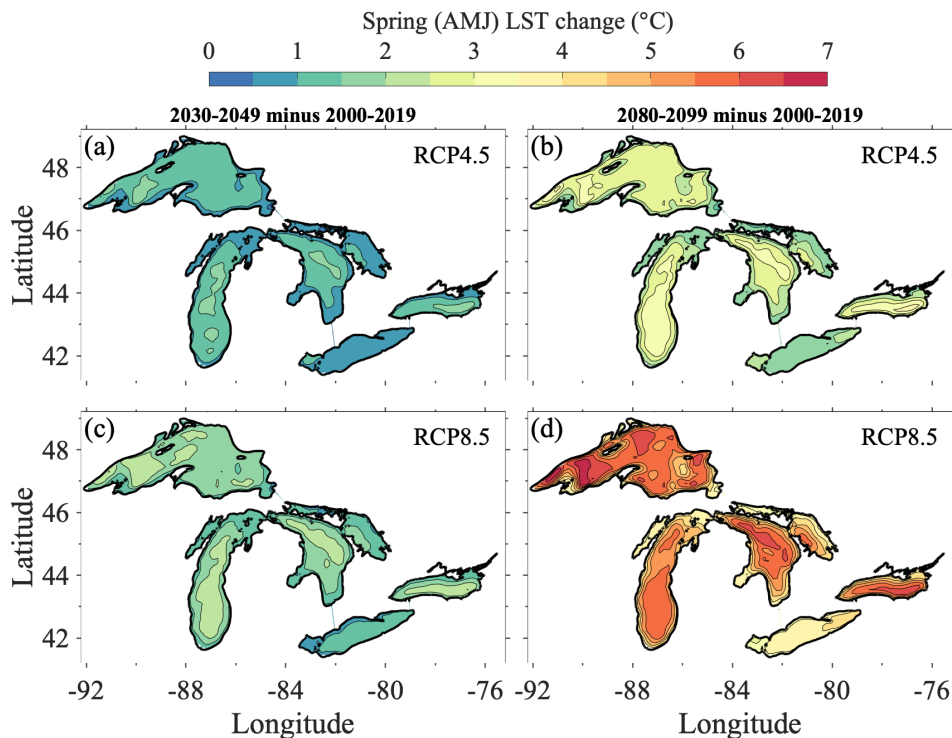 Spring (AMJ) LST change (°C)
0 1 2 3 4 5 6 7
2030-2049 minus 2000-2019
2080-2099 minus 2000-2019
(a)
RCP4.5
(b)
RCP4.5
48
46
44
42
Latitude
(c)
RCP8.5
(d)
RCP8.5
48
46
44
42
Latitude
-92 -88 -84 -80 -76
-92 -88 -84 -80 -76
Longitude
Longitude